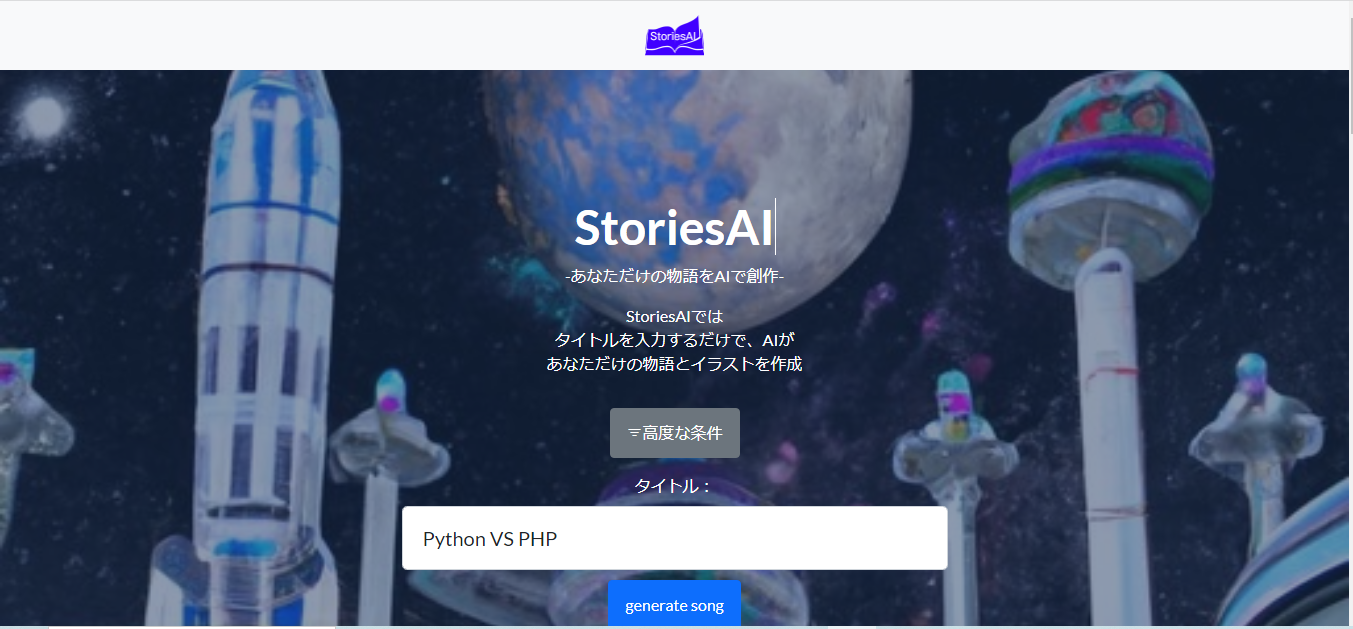 StoriesAI
StoriesAI
-あなただけの物語をAIで創作-
StoriesAIでは
タイトルを入力するだけで、AIが
あなただけの物語とイラストを作成
高度な条件
タイトル：
Python VS PHP
generate song